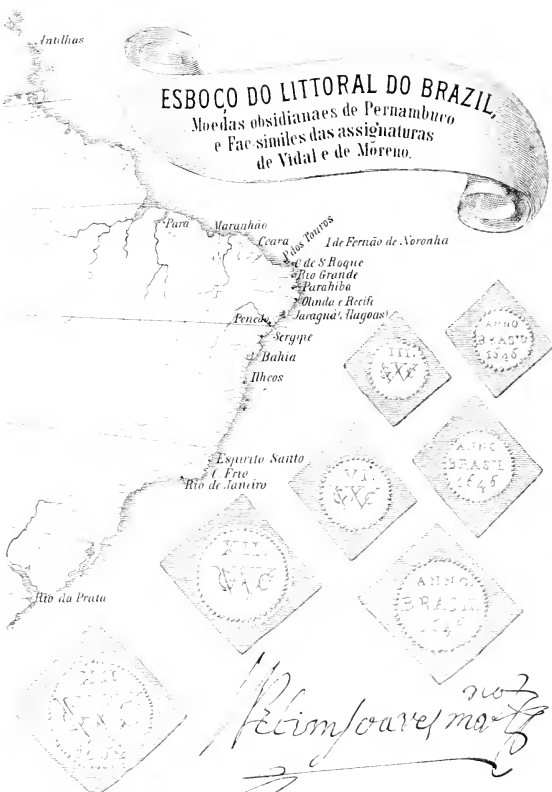 Antilhas
ESBOÇO DO LITTORAL DO BRAZIL,
Moedas obsidianaes de Pernambuco
e Fac-similes das assignaturas
de Vidal e de Moreno.
Pará
Maranhão
Ceara
Pta dos Touros
I de Fernão de Noronha
C de S Roque
Rio Grande
Parahiba
Olinda e Recife
Penedo
Jaraguá (Alagoas)
Sergipe
Bahia
Ilheos
Espirito Santo
C Frio
Rio de Janeiro
Rio da Prata
III.
ANNO
BRASIL
1646
VI.
ANNO
BRASIL
1646
XII.
ANNO
BRASIL
1646
XII